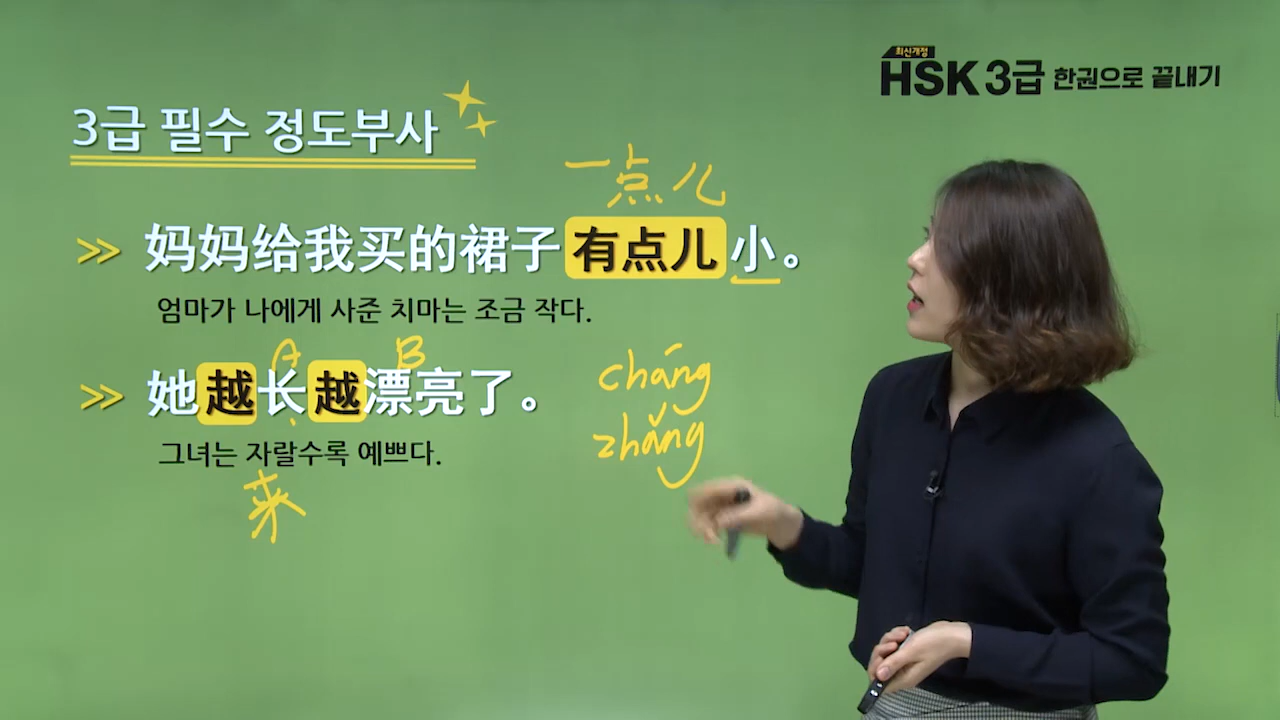 최신개정
HSK 3급 한권으로 끝내기
3급 필수 정도부사
一点儿
妈妈给我买的裙子有点儿小。
엄마가 나에게 사준 치마는 조금 작다.
A B
她越长越漂亮了。
그녀는 자랄수록 예쁘다.
来
cháng
zhǎng